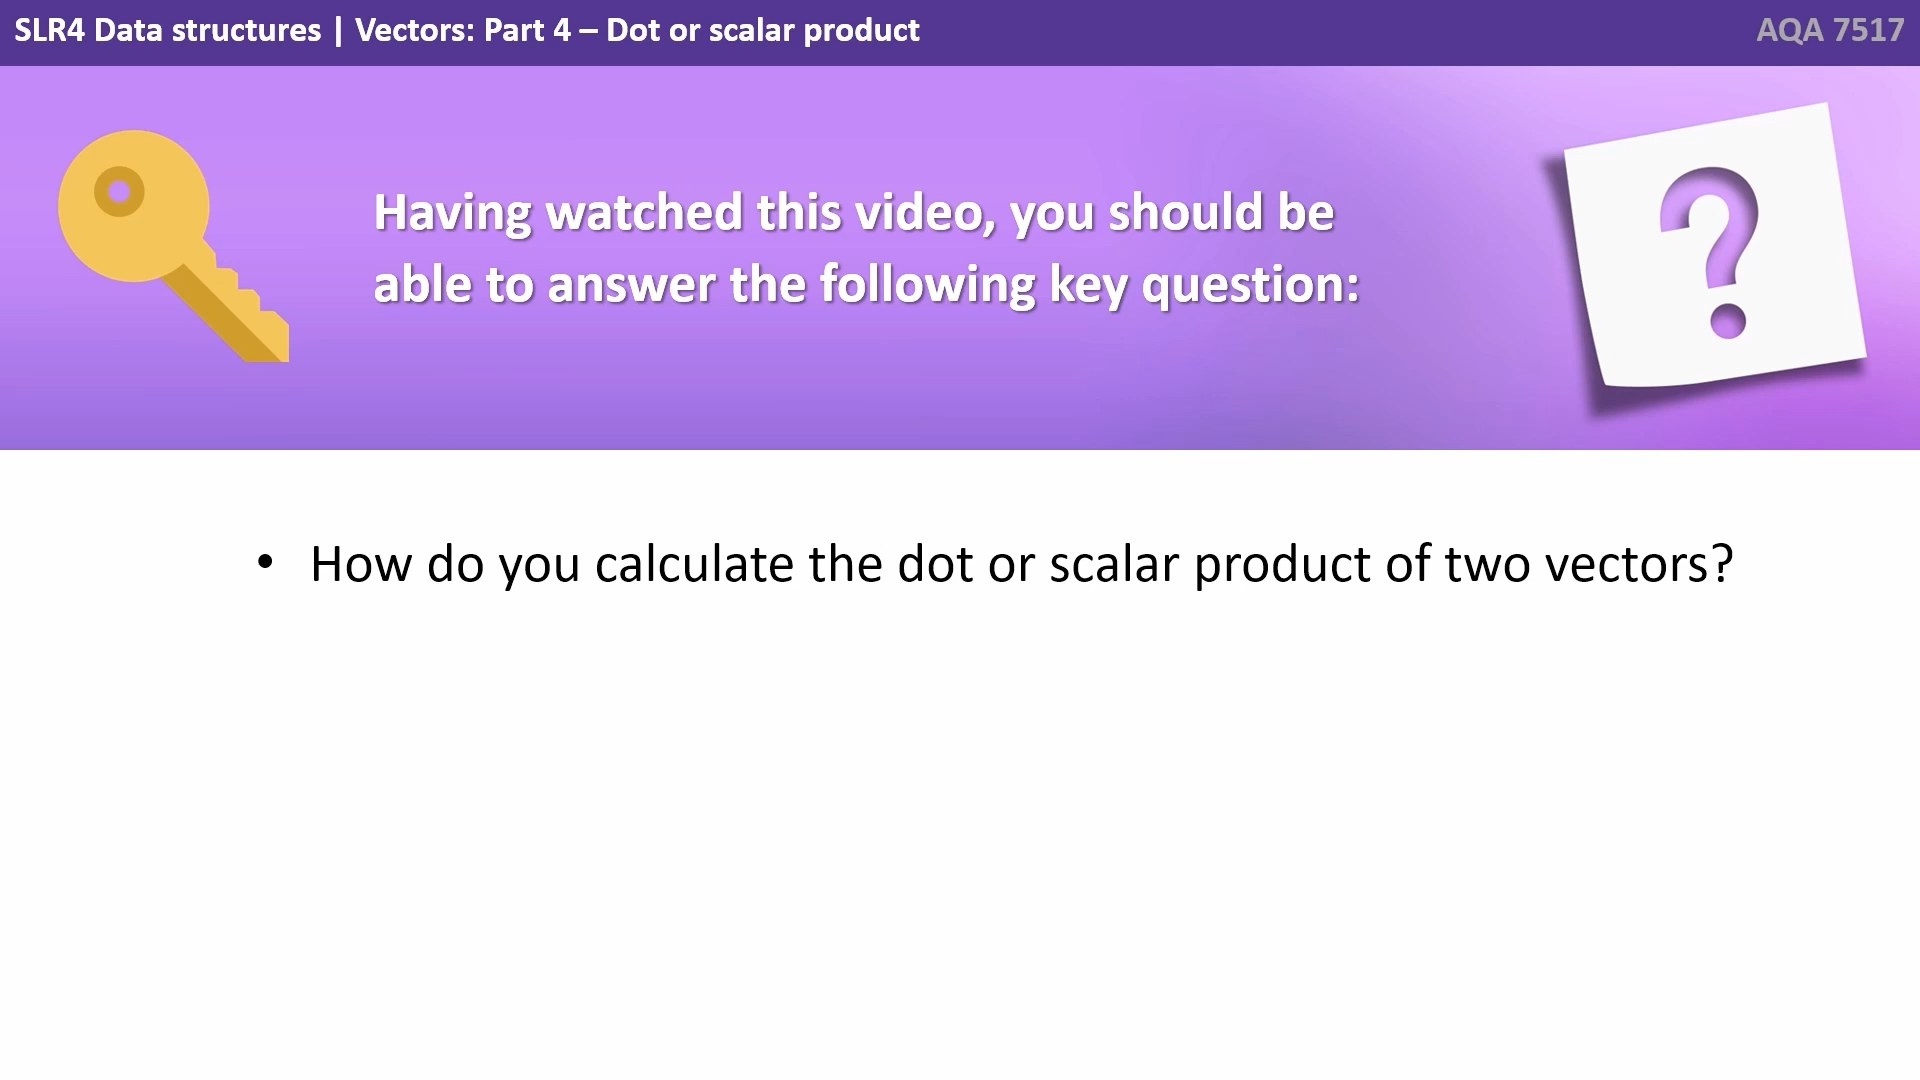 SLR4 Data structures | Vectors: Part 4 – Dot or scalar product
AQA 7517
Having watched this video, you should be
able to answer the following key question:
?
• How do you calculate the dot or scalar product of two vectors?